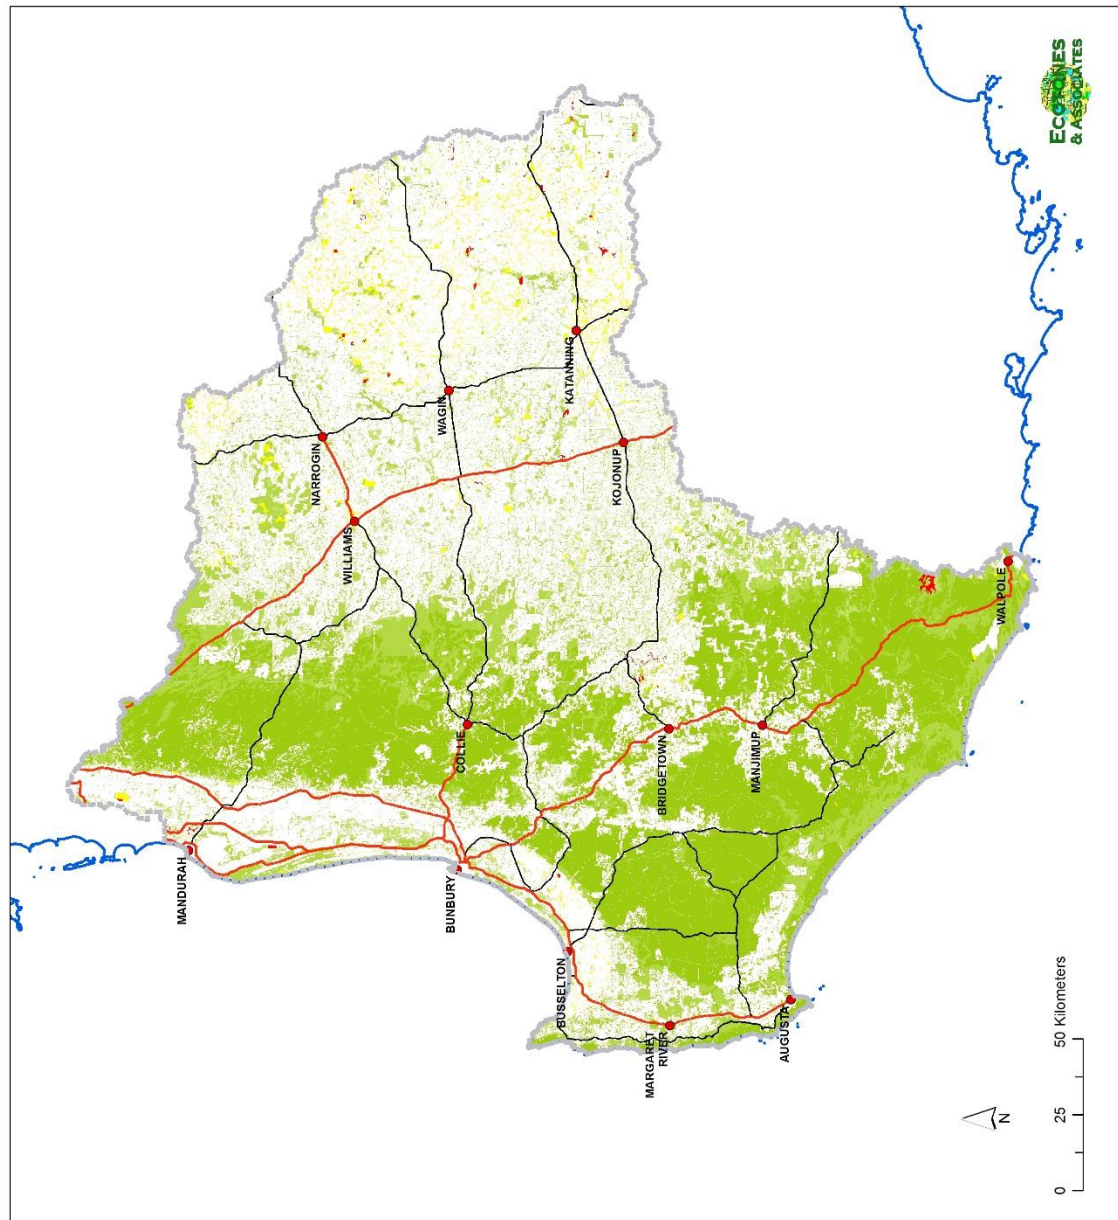 ECOTONES
& ASSOCIATES
NARROGIN
WAGIN
KATANNING
WILLIAMS
KOJONUP
MANDURAH
COLLIE
BUNBURY
BRIDGETOWN
MANJIMUP
WALPOLE
BUSSELTON
MARGARET
RIVER
AUGUSTA
N
0 25 50 Kilometers